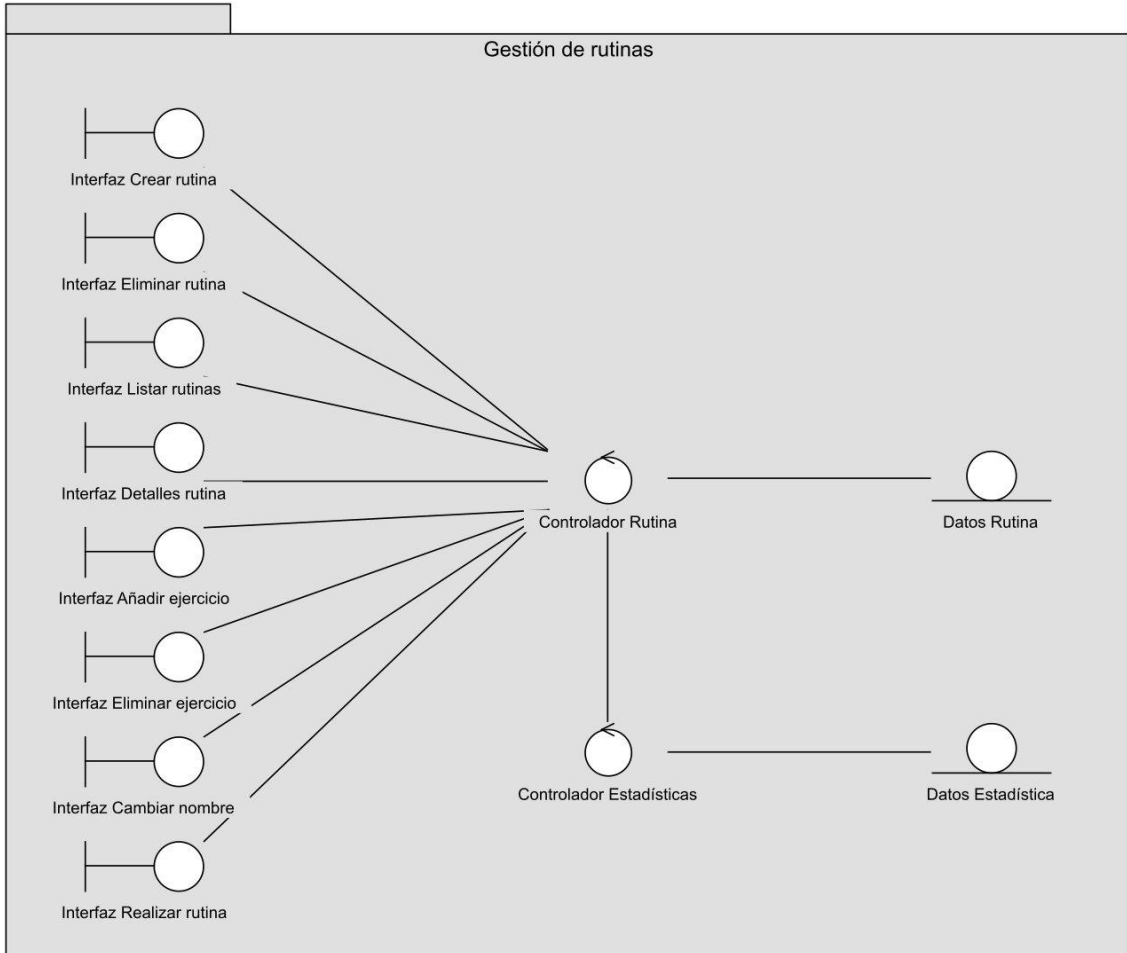 Gestión de rutinas
Interfaz Crear rutina
Interfaz Eliminar rutina
Interfaz Listar rutinas
Interfaz Detalles rutina
Interfaz Añadir ejercicio
Interfaz Eliminar ejercicio
Interfaz Cambiar nombre
Interfaz Realizar rutina
Controlador Rutina
Datos Rutina
Controlador Estadísticas
Datos Estadística